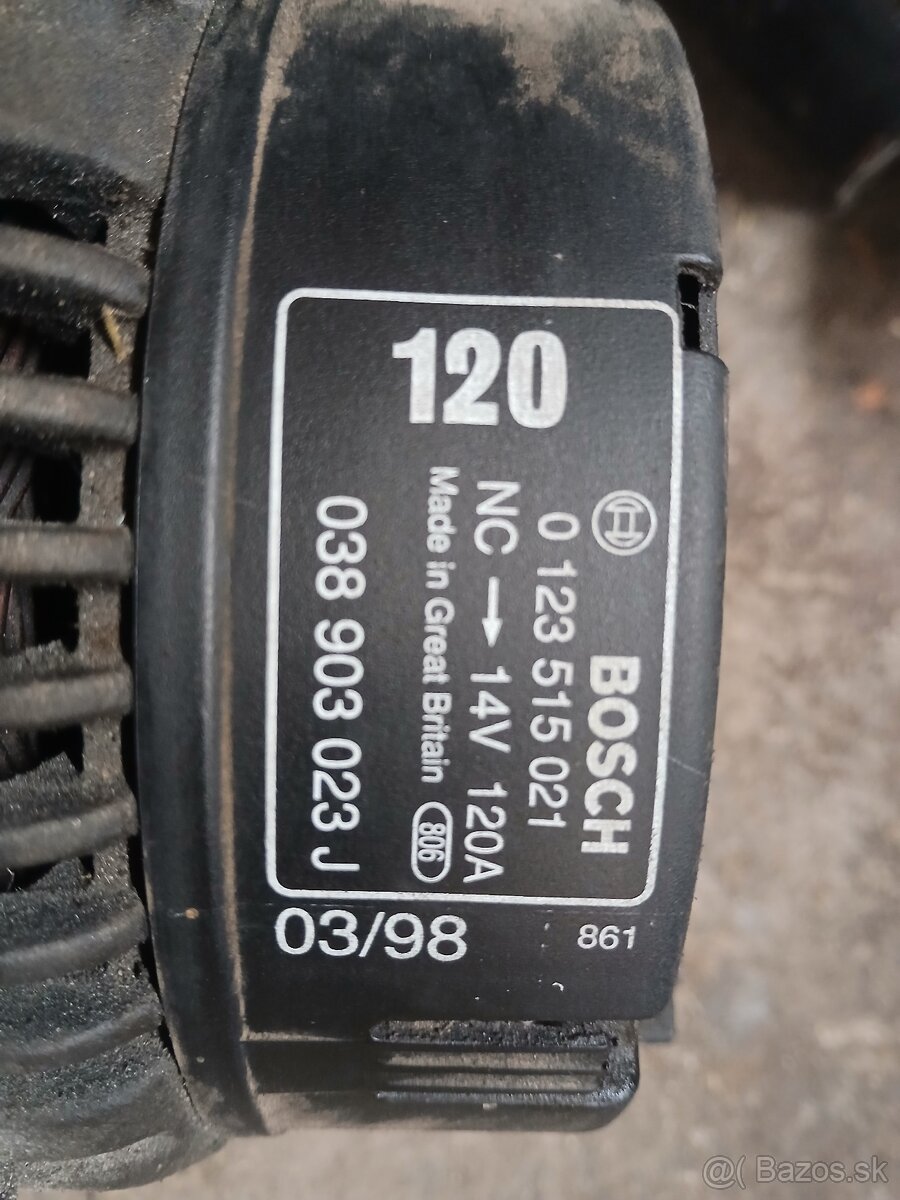 120
BOSCH
0 123 515 021
NC → 14V 120A
Made in Great Britain 806
038 903 023 J
03/98
861
@( Bazos.sk